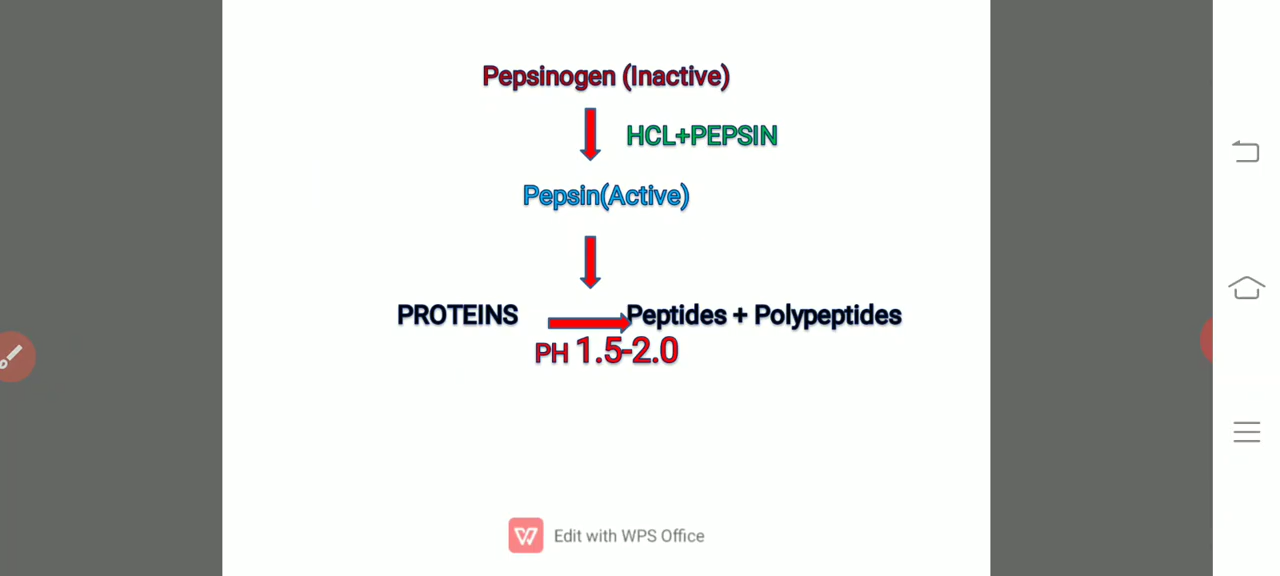 Pepsinogen (Inactive)
HCL+PEPSIN
Pepsin(Active)
PROTEINS Peptides + Polypeptides
PH 1.5-2.0
Edit with WPS Office